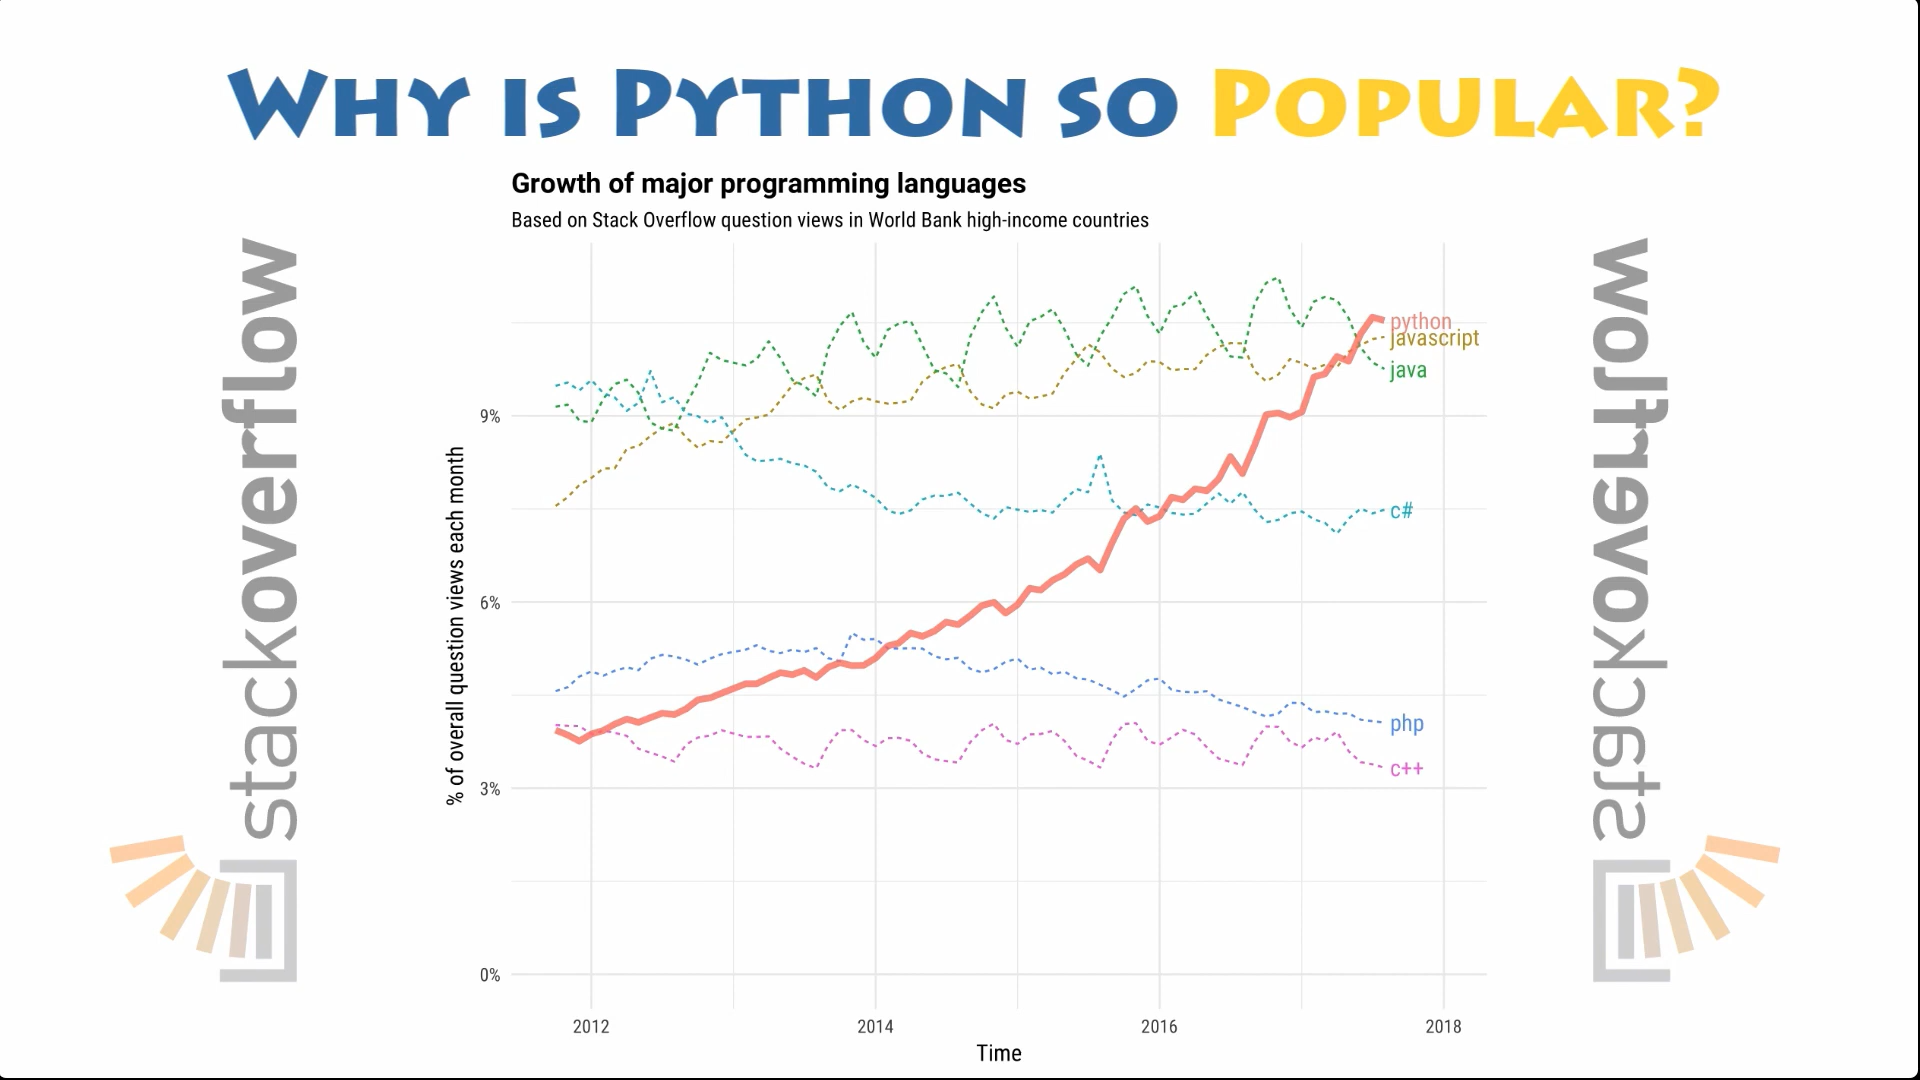 WHY IS PYTHON SO POPULAR?
Growth of major programming languages
Based on Stack Overflow question views in World Bank high-income countries
stackoverflow
% of overall question views each month
9%
6%
3%
0%
python
javascript
java
c#
php
c++
2012
2014
2016
2018
Time
stackoverflow